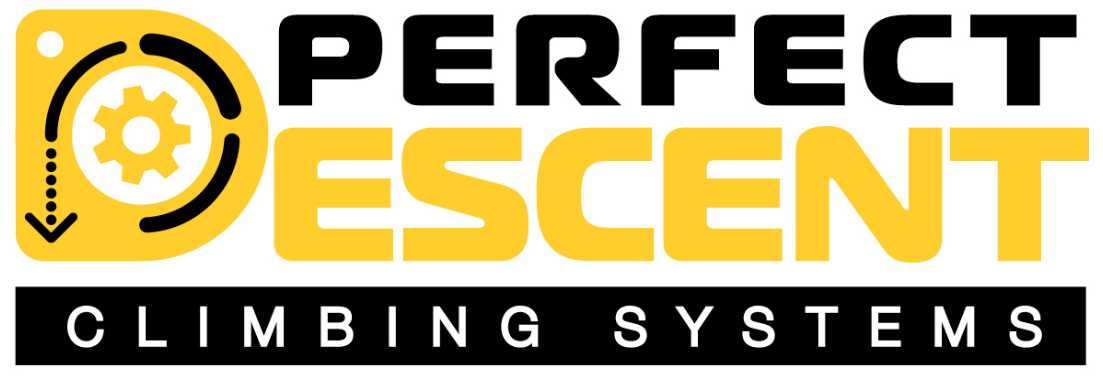 PERFECT
DESCENT
CLIMBING SYSTEMS